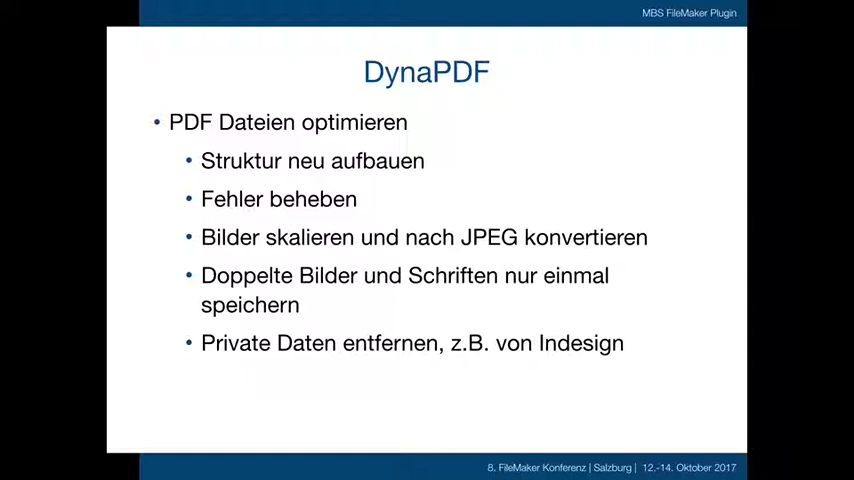 MBS FileMaker Plugin
DynaPDF
• PDF Dateien optimieren
• Struktur neu aufbauen
• Fehler beheben
• Bilder skalieren und nach JPEG konvertieren
• Doppelte Bilder und Schriften nur einmal
speichern
• Private Daten entfernen, z.B. von Indesign
8. FileMaker Konferenz | Salzburg | 12.-14. Oktober 2017